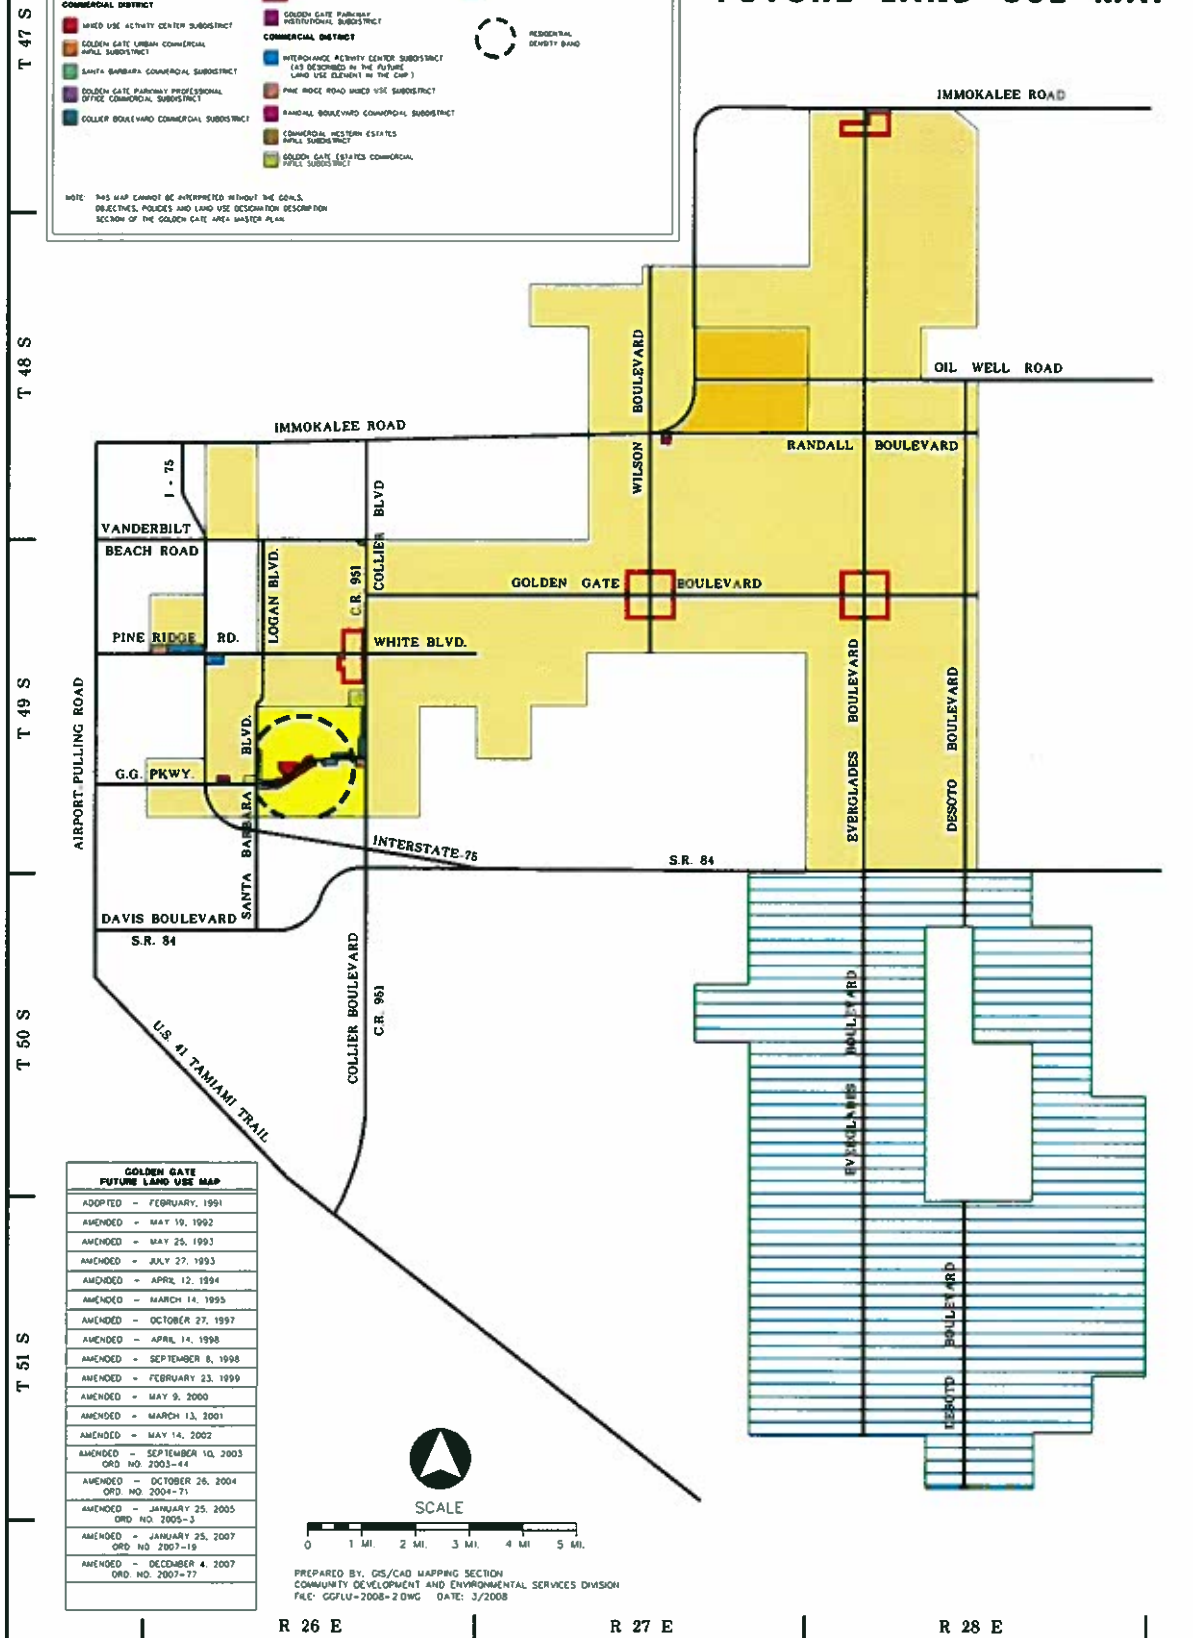 FUTURE LAND USE MAP
COMMERCIAL DISTRICT
MIXED USE ACTIVITY CENTER SUBDISTRICT
GOLDEN GATE URBAN COMMERCIAL
INFILL SUBDISTRICT
SANTA BARBARA COMMERCIAL SUBDISTRICT
GOLDEN GATE PARKWAY PROFESSIONAL
OFFICE COMMERCIAL SUBDISTRICT
COLLIER BOULEVARD COMMERCIAL SUBDISTRICT
GOLDEN GATE PARKWAY
INSTITUTIONAL SUBDISTRICT
COMMERCIAL DISTRICT
INTERCHANGE ACTIVITY CENTER SUBDISTRICT
(AS DESCRIBED IN THE FUTURE
LAND USE ELEMENT IN THE GMP)
PINE RIDGE ROAD MIXED USE SUBDISTRICT
RANDALL BOULEVARD COMMERCIAL SUBDISTRICT
COMMERCIAL WESTERN ESTATES
INFILL SUBDISTRICT
GOLDEN GATE ESTATES COMMERCIAL
INFILL SUBDISTRICT
RESIDENTIAL
DENSITY BAND
NOTE: THIS MAP CANNOT BE INTERPRETED WITHOUT THE GOALS,
OBJECTIVES, POLICIES AND LAND USE DESIGNATION DESCRIPTION
SECTION OF THE GOLDEN GATE AREA MASTER PLAN.
T 47 S
T 48 S
T 49 S
T 50 S
T 51 S
IMMOKALEE ROAD
OIL WELL ROAD
WILSON BOULEVARD
IMMOKALEE ROAD
RANDALL BOULEVARD
I - 75
COLLIER BLVD
C.R. 951
VANDERBILT
BEACH ROAD
LOGAN BLVD.
GOLDEN GATE BOULEVARD
PINE RIDGE RD.
WHITE BLVD.
AIRPORT-PULLING ROAD
G.G. PKWY.
SANTA BARBARA BLVD.
EVERGLADES BOULEVARD
DESOTO BOULEVARD
INTERSTATE-75
S.R. 84
DAVIS BOULEVARD
S.R. 84
COLLIER BOULEVARD
C.R. 951
U.S. 41 TAMIAMI TRAIL
EVERGLADES BOULEVARD
DESOTO BOULEVARD
GOLDEN GATE
FUTURE LAND USE MAP
ADOPTED - FEBRUARY, 1991
AMENDED - MAY 19, 1992
AMENDED - MAY 25, 1993
AMENDED - JULY 27, 1993
AMENDED - APRIL 12, 1994
AMENDED - MARCH 14, 1995
AMENDED - OCTOBER 27, 1997
AMENDED - APRIL 14, 1998
AMENDED - SEPTEMBER 8, 1998
AMENDED - FEBRUARY 23, 1999
AMENDED - MAY 9, 2000
AMENDED - MARCH 13, 2001
AMENDED - MAY 14, 2002
AMENDED - SEPTEMBER 10, 2003
ORD. NO. 2003-44
AMENDED - OCTOBER 26, 2004
ORD. NO. 2004-71
AMENDED - JANUARY 25, 2005
ORD. NO. 2005-3
AMENDED - JANUARY 25, 2007
ORD. NO. 2007-19
AMENDED - DECEMBER 4, 2007
ORD. NO. 2007-77
SCALE
0 1 MI. 2 MI. 3 MI. 4 MI. 5 MI.
PREPARED BY: GIS/CAD MAPPING SECTION
COMMUNITY DEVELOPMENT AND ENVIRONMENTAL SERVICES DIVISION
FILE: GGFLU-2008-2.DWG DATE: 3/2008
R 26 E
R 27 E
R 28 E